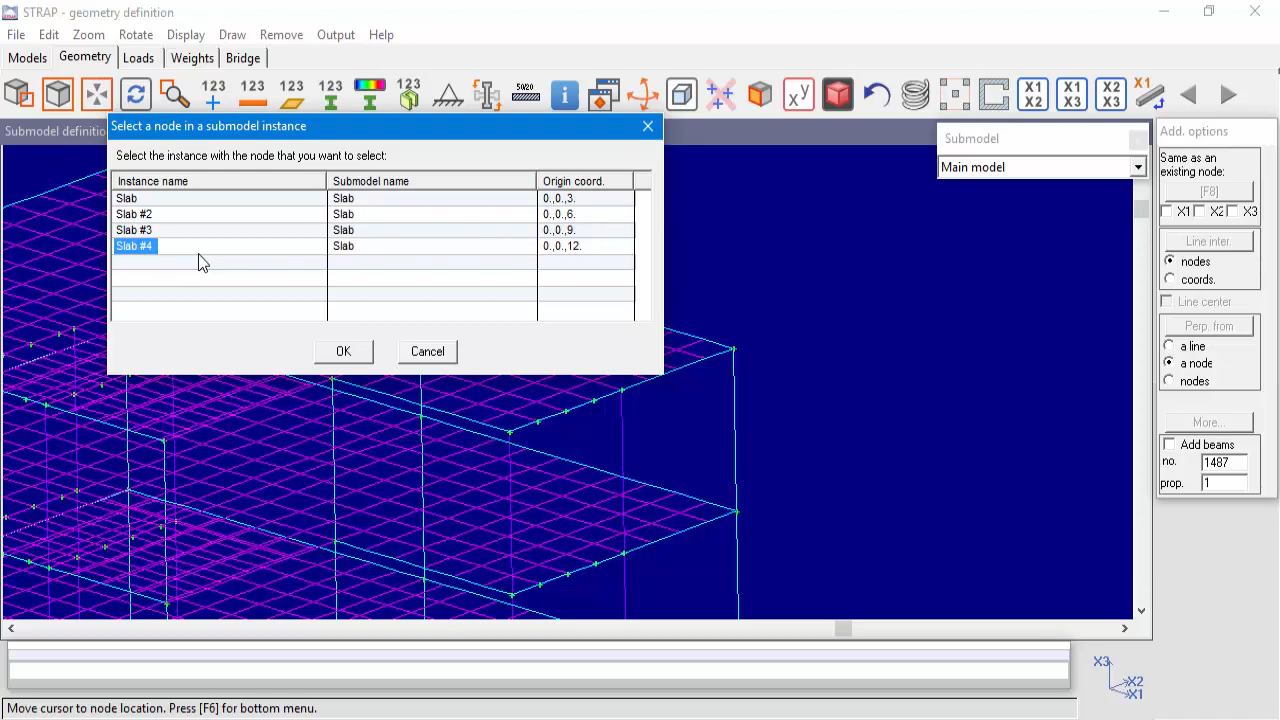 STRAP - geometry definition
File Edit Zoom Rotate Display Draw Remove Output Help
Models Geometry Loads Weights Bridge
123 123 123 123 123 5020 i x y X1 X2 X1 X3 X2 X3 X1
Submodel definitio
Select a node in a submodel instance
Select the instance with the node that you want to select:
Instance name Submodel name Origin coord.
Slab Slab 0.,0.,3.
Slab #2 Slab 0.,0.,6.
Slab #3 Slab 0.,0.,9.
Slab #4 Slab 0.,0.,12.
OK Cancel
Submodel
Main model
Add. options
Same as an
existing node:
[F8]
X1 X2 X3
Line inter.
nodes
coords.
Line center
Perp. from
a line
a node
nodes
More...
Add beams
no. 1487
prop. 1
X3
X2
X1
Move cursor to node location. Press [F6] for bottom menu.